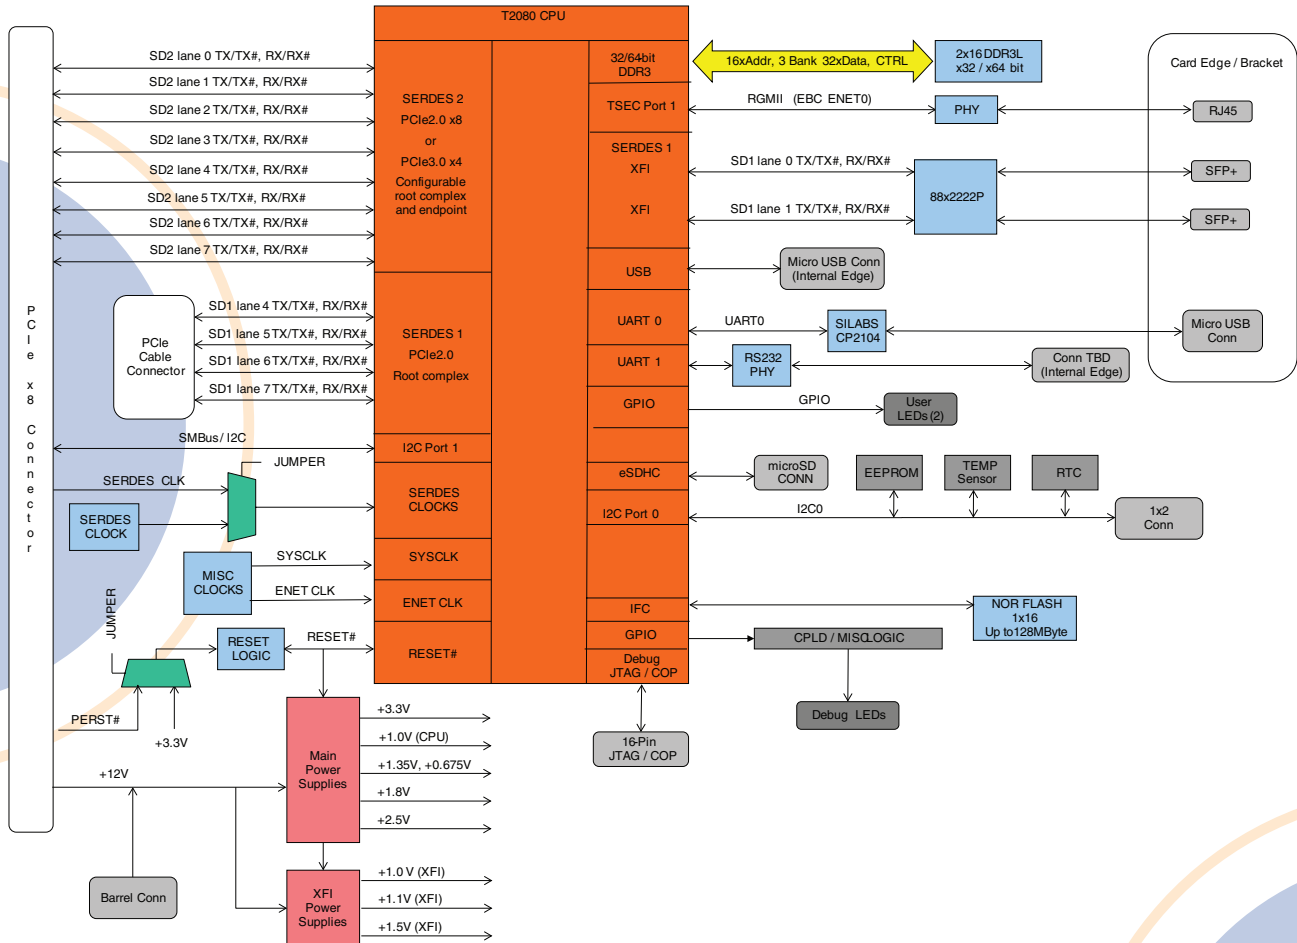 T2080 CPU
PCIe x8 Connector
SD2 lane 0 TX/TX#, RX/RX#
SD2 lane 1 TX/TX#, RX/RX#
SD2 lane 2 TX/TX#, RX/RX#
SD2 lane 3 TX/TX#, RX/RX#
SD2 lane 4 TX/TX#, RX/RX#
SD2 lane 5 TX/TX#, RX/RX#
SD2 lane 6 TX/TX#, RX/RX#
SD2 lane 7 TX/TX#, RX/RX#
SERDES 2
PCIe2.0 x8
or
PCIe3.0 x4
Configurable
root complex
and endpoint
PCIe
Cable
Connector
SD1 lane 4 TX/TX#, RX/RX#
SD1 lane 5 TX/TX#, RX/RX#
SD1 lane 6 TX/TX#, RX/RX#
SD1 lane 7 TX/TX#, RX/RX#
SERDES 1
PCIe2.0
Root complex
SMBus/ I2C
I2C Port 1
JUMPER
SERDES CLK
SERDES
CLOCK
SERDES
CLOCKS
MISC
CLOCKS
SYSCLK
SYSCLK
ENET CLK
ENET CLK
JUMPER
RESET
LOGIC
RESET#
RESET#
PERST#
+3.3V
+12V
Barrel Conn
Main
Power
Supplies
+3.3V
+1.0V (CPU)
+1.35V, +0.675V
+1.8V
+2.5V
XFI
Power
Supplies
+1.0 V (XFI)
+1.1V (XFI)
+1.5V (XFI)
32/64-bit
DDR3
16xAddr, 3 Bank 32xData, CTRL
2x16 DDR3L
x32 / x64 bit
Card Edge / Bracket
TSEC Port 1
RGMII (EBC ENET0)
PHY
RJ45
SERDES 1
XFI
SD1 lane 0 TX/TX#, RX/RX#
88x2222P
SFP+
XFI
SD1 lane 1 TX/TX#, RX/RX#
SFP+
USB
Micro USB Conn
(Internal Edge)
UART 0
UART0
SILABS
CP2104
Micro USB
Conn
UART 1
RS232
PHY
Conn TBD
(Internal Edge)
GPIO
GPIO
User
LEDs (2)
eSDHC
microSD
CONN
EEPROM
TEMP
Sensor
RTC
I2C Port 0
I2C0
1x2
Conn
IFC
NOR FLASH
1x16
Up to128MByte
GPIO
CPLD / MISCLOGIC
Debug
JTAG / COP
Debug LEDs
16-Pin
JTAG / COP